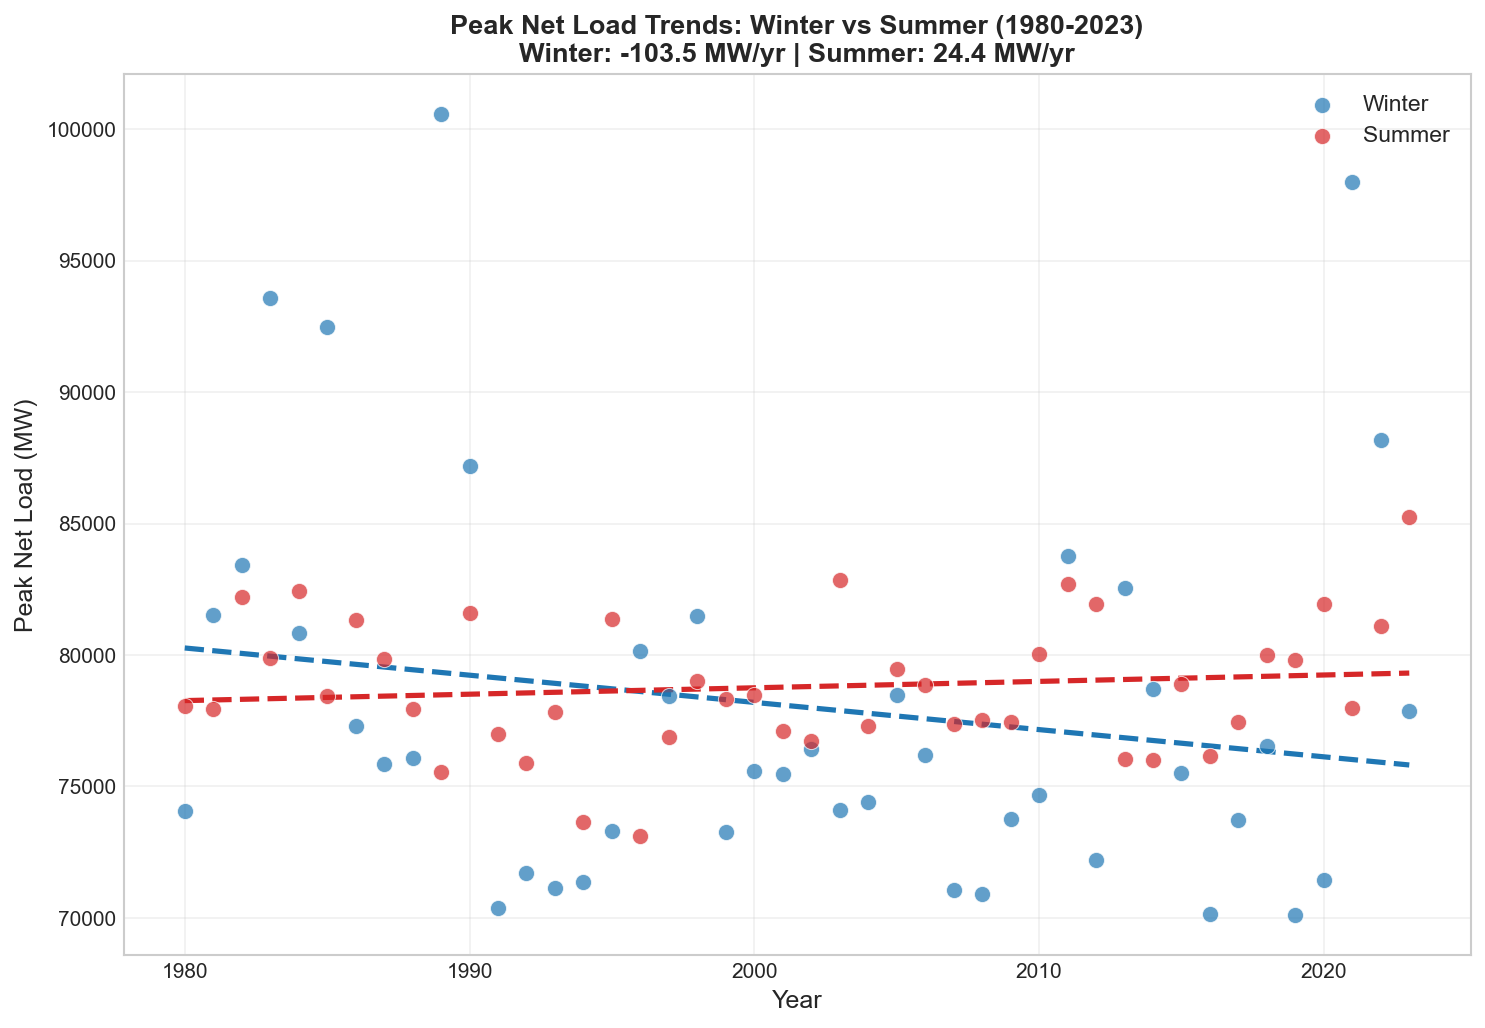 Peak Net Load Trends: Winter vs Summer (1980-2023)
Winter: -103.5 MW/yr | Summer: 24.4 MW/yr
Winter
Summer
100000
95000
90000
85000
80000
75000
70000
Peak Net Load (MW)
1980
1990
2000
2010
2020
Year